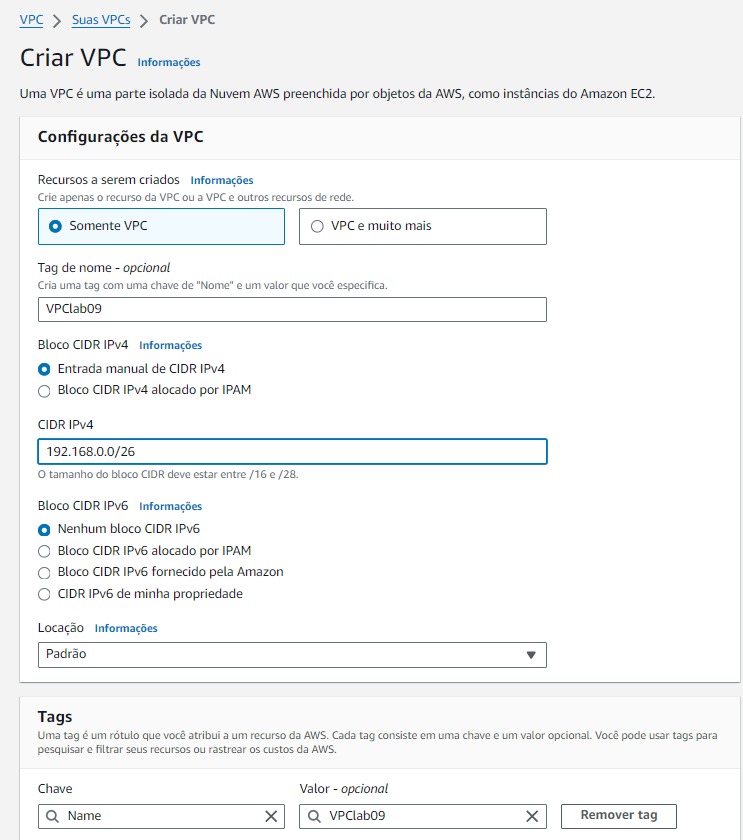 VPC > Suas VPCs > Criar VPC
Criar VPC Informações
Uma VPC é uma parte isolada da Nuvem AWS preenchida por objetos da AWS, como instâncias do Amazon EC2.
Configurações da VPC
Recursos a serem criados Informações
Crie apenas o recurso da VPC ou a VPC e outros recursos de rede.
Somente VPC VPC e muito mais
Tag de nome - opcional
Cria uma tag com uma chave de "Nome" e um valor que você especifica.
VPClab09
Bloco CIDR IPv4 Informações
Entrada manual de CIDR IPv4
Bloco CIDR IPv4 alocado por IPAM
CIDR IPv4
192.168.0.0/26
O tamanho do bloco CIDR deve estar entre /16 e /28.
Bloco CIDR IPv6 Informações
Nenhum bloco CIDR IPv6
Bloco CIDR IPv6 alocado por IPAM
Bloco CIDR IPv6 fornecido pela Amazon
CIDR IPv6 de minha propriedade
Locação Informações
Padrão
Tags
Uma tag é um rótulo que você atribui a um recurso da AWS. Cada tag consiste em uma chave e um valor opcional. Você pode usar tags para
pesquisar e filtrar seus recursos ou rastrear os custos da AWS.
Chave Valor - opcional
Name VPClab09 Remover tag